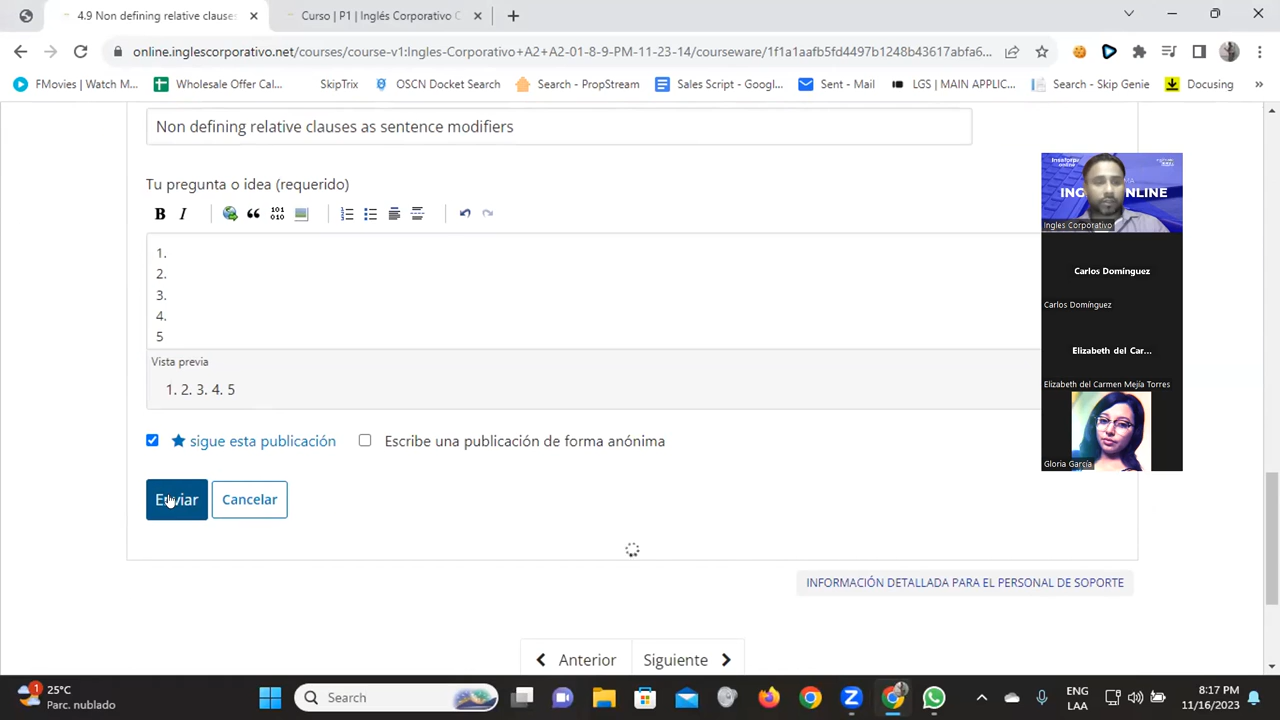 4.9 Non defining relative clauses
Curso | P1 | Inglés Corporativo C
online.inglescorporativo.net/courses/course-v1:Ingles-Corporativo+A2+A2-01-8-9-PM-11-23-14/courseware/1f1a1aafb5fd4497b1248b43617abfa6...
FMovies | Watch M... Wholesale Offer Cal... SkipTrix OSCN Docket Search Search - PropStream Sales Script - Googl... Sent - Mail LGS | MAIN APPLIC... Search - Skip Genie Docusing »
Non defining relative clauses as sentence modifiers
Tu pregunta o idea (requerido)
B I
1.
2.
3.
4.
5
Vista previa
1. 2. 3. 4. 5
sigue esta publicación Escribe una publicación de forma anónima
Enviar Cancelar
INFORMACIÓN DETALLADA PARA EL PERSONAL DE SOPORTE
Anterior Siguiente
Ingles Corporativo
Carlos Domínguez
Carlos Domínguez
Elizabeth del Car...
Elizabeth del Carmen Mejía Torres
Gloria García
1
25°C
Parc. nublado
Search
ENG
LAA
8:17 PM
11/16/2023